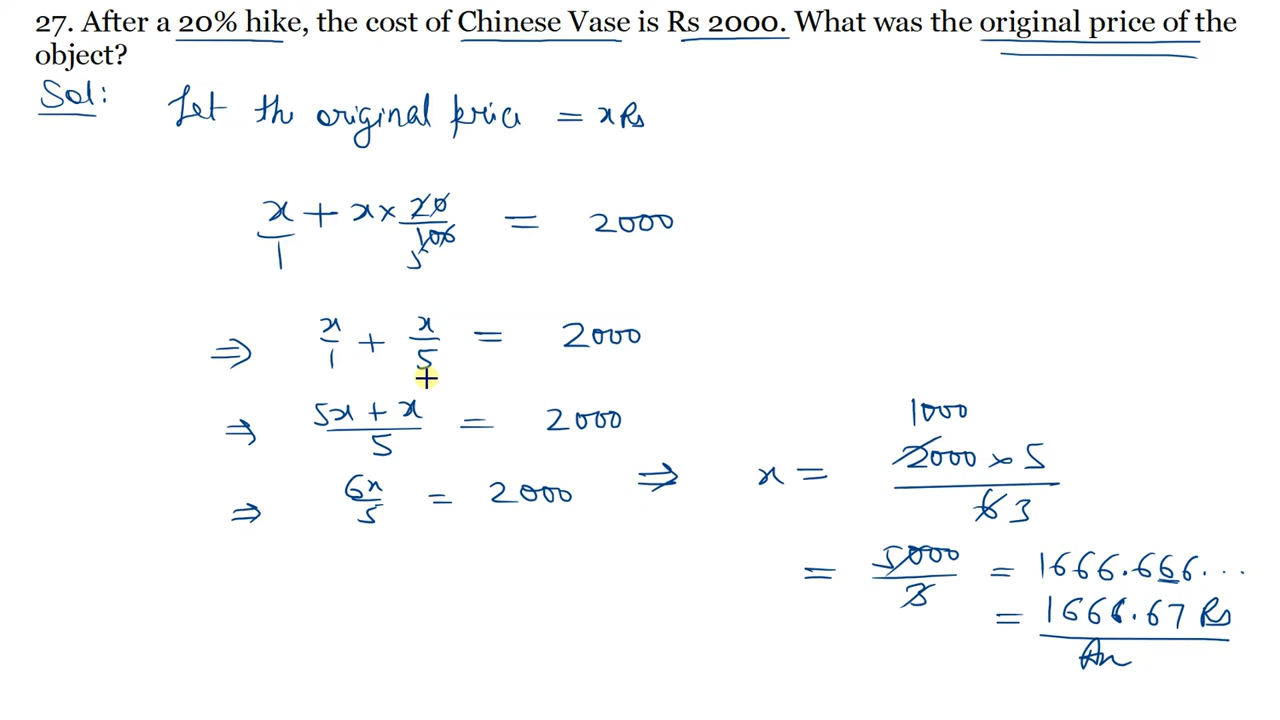 27. After a 20% hike, the cost of Chinese Vase is Rs 2000. What was the original price of the
object?
Sol:
Let the original price = x Rs
x/1 + x × 20/100 = 2000
5
⇒ x/1 + x/5 = 2000
⇒ 5x + x/5 = 2000
⇒ 6x/5 = 2000
⇒ x = 2000 × 5/6
1000
3
= 5000/3 = 1666.666...
= 1666.67 Rs
An